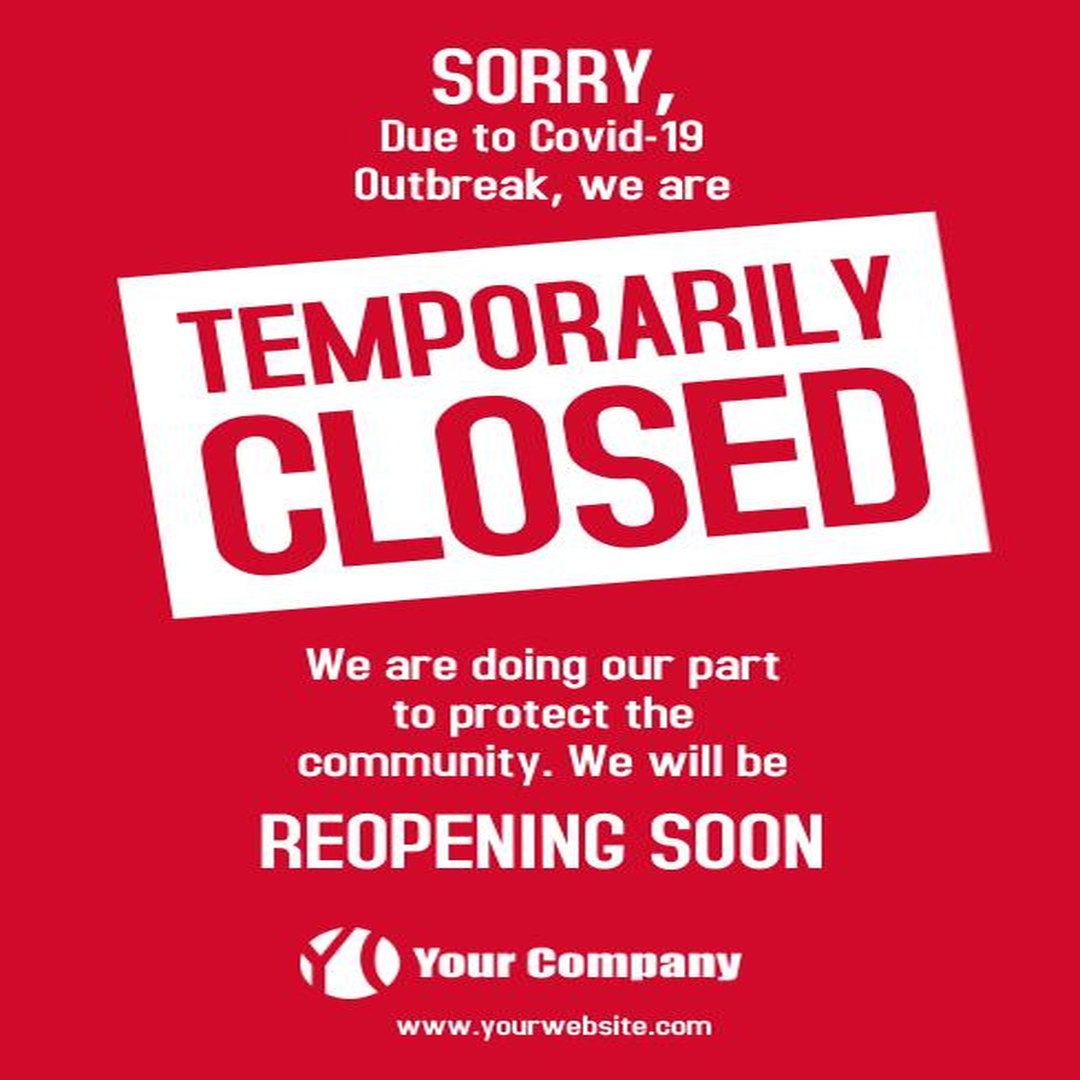 SORRY,
Due to Covid-19
Outbreak, we are
TEMPORARILY
CLOSED
We are doing our part
to protect the
community. We will be
REOPENING SOON
YC Your Company
www.yourwebsite.com